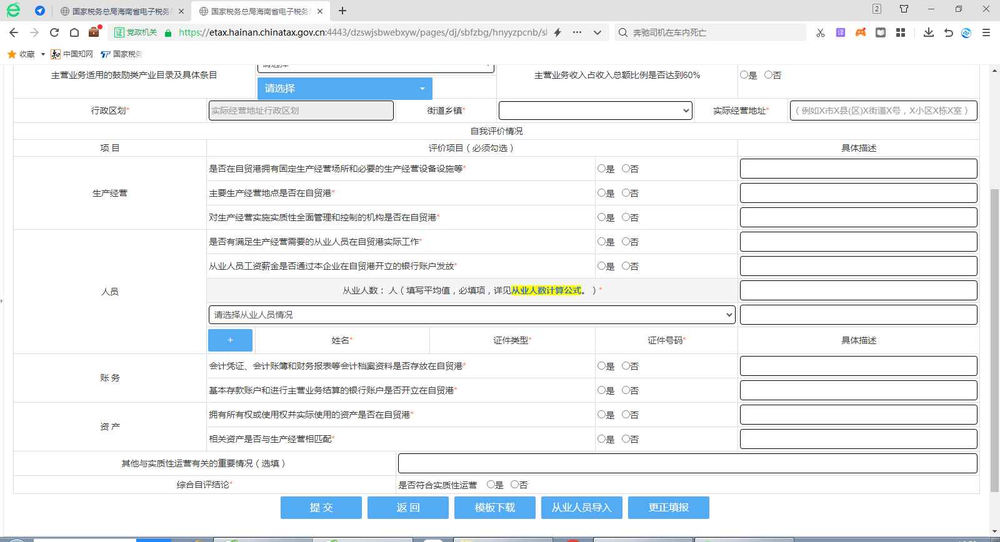 国家税务总局海南省电子税务
国家税务总局海南省电子税务
2
证 党政机关 https://etax.hainan.chinatax.gov.cn:4443/dzswjsbwebxyw/pages/dj/sbfzbg/hnyyzpcnb/sl
奔驰司机在车内死亡
译
收藏 中国知网 国家税务
主营业务适用的鼓励类产业目录及具体条目 请选择 主营业务收入占收入总额比例是否达到60% 是 否
请选择
行政区划* 实际经营地址行政区划 街道乡镇* 实际经营地址* （例如X市X县(区)X街道X号，X小区X栋X室）
自我评价情况
项 目 评价项目（必须勾选） 具体描述
生产经营
是否在自贸港拥有固定生产经营场所和必要的生产经营设备设施等* 是 否
主要生产经营地点是否在自贸港* 是 否
对生产经营实施实质性全面管理和控制的机构是否在自贸港* 是 否
人员
是否有满足生产经营需要的从业人员在自贸港实际工作* 是 否
从业人员工资薪金是否通过本企业在自贸港开立的银行账户发放* 是 否
从业人数： 人（填写平均值，必填项，详见从业人数计算公式。）*
请选择从业人员情况
+ 姓名* 证件类型* 证件号码* 具体描述
账 务
会计凭证、会计账簿和财务报表等会计档案资料是否存放在自贸港* 是 否
基本存款账户和进行主营业务结算的银行账户是否开立在自贸港* 是 否
资 产
拥有所有权或使用权并实际使用的资产是否在自贸港* 是 否
相关资产是否与生产经营相匹配* 是 否
其他与实质性运营有关的重要情况（选填）
综合自评结论* 是否符合实质性运营 是 否
提 交 返 回 模板下载 从业人员导入 更正填报